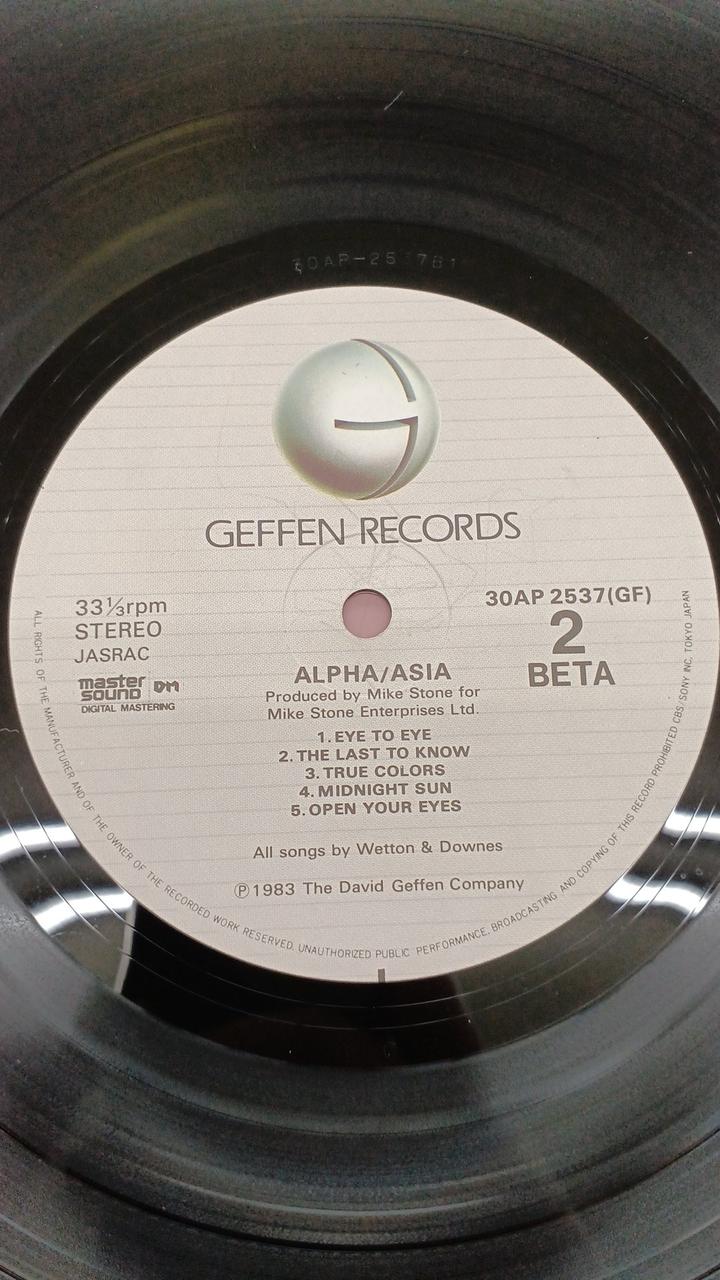 30AP-2537B1
GEFFEN RECORDS
33⅓rpm
STEREO
JASRAC
master
sound DM
DIGITAL MASTERING
30AP 2537(GF)
2
BETA
ALPHA/ASIA
Produced by Mike Stone for
Mike Stone Enterprises Ltd.
1. EYE TO EYE
2. THE LAST TO KNOW
3. TRUE COLORS
4. MIDNIGHT SUN
5. OPEN YOUR EYES
All songs by Wetton & Downes
Ⓟ1983 The David Geffen Company
ALL RIGHTS OF THE MANUFACTURER AND OF THE OWNER OF THE RECORDED WORK RESERVED. UNAUTHORIZED PUBLIC PERFORMANCE, BROADCASTING AND COPYING OF THIS RECORD PROHIBITED CBS/SONY INC. TOKYO JAPAN